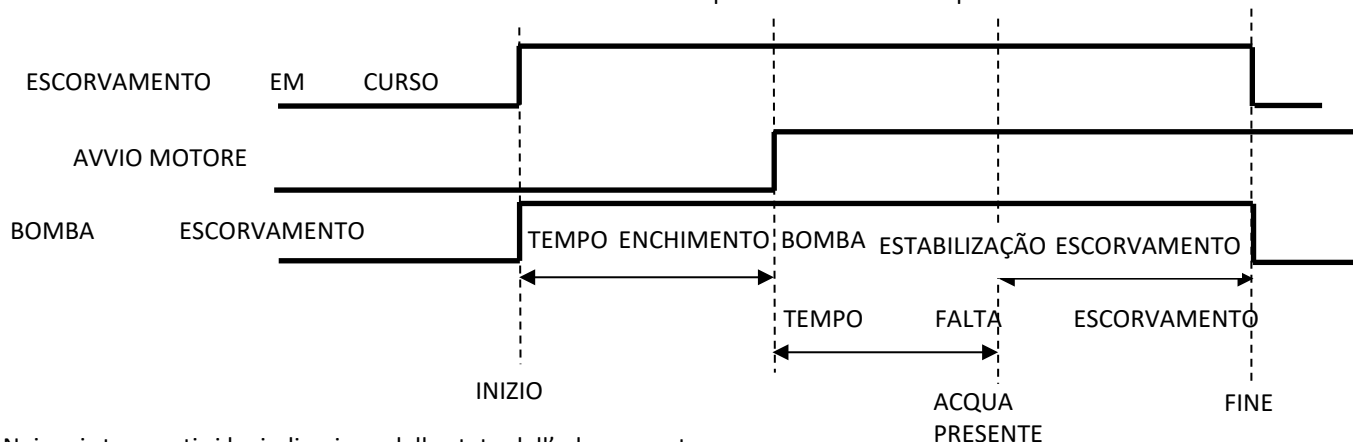 ESCORVAMENTO EM CURSO
AVVIO MOTORE
BOMBA ESCORVAMENTO
TEMPO ENCHIMENTO BOMBA
ESTABILIZAÇÃO ESCORVAMENTO
TEMPO FALTA ESCORVAMENTO
INIZIO
ACQUA
PRESENTE
FINE